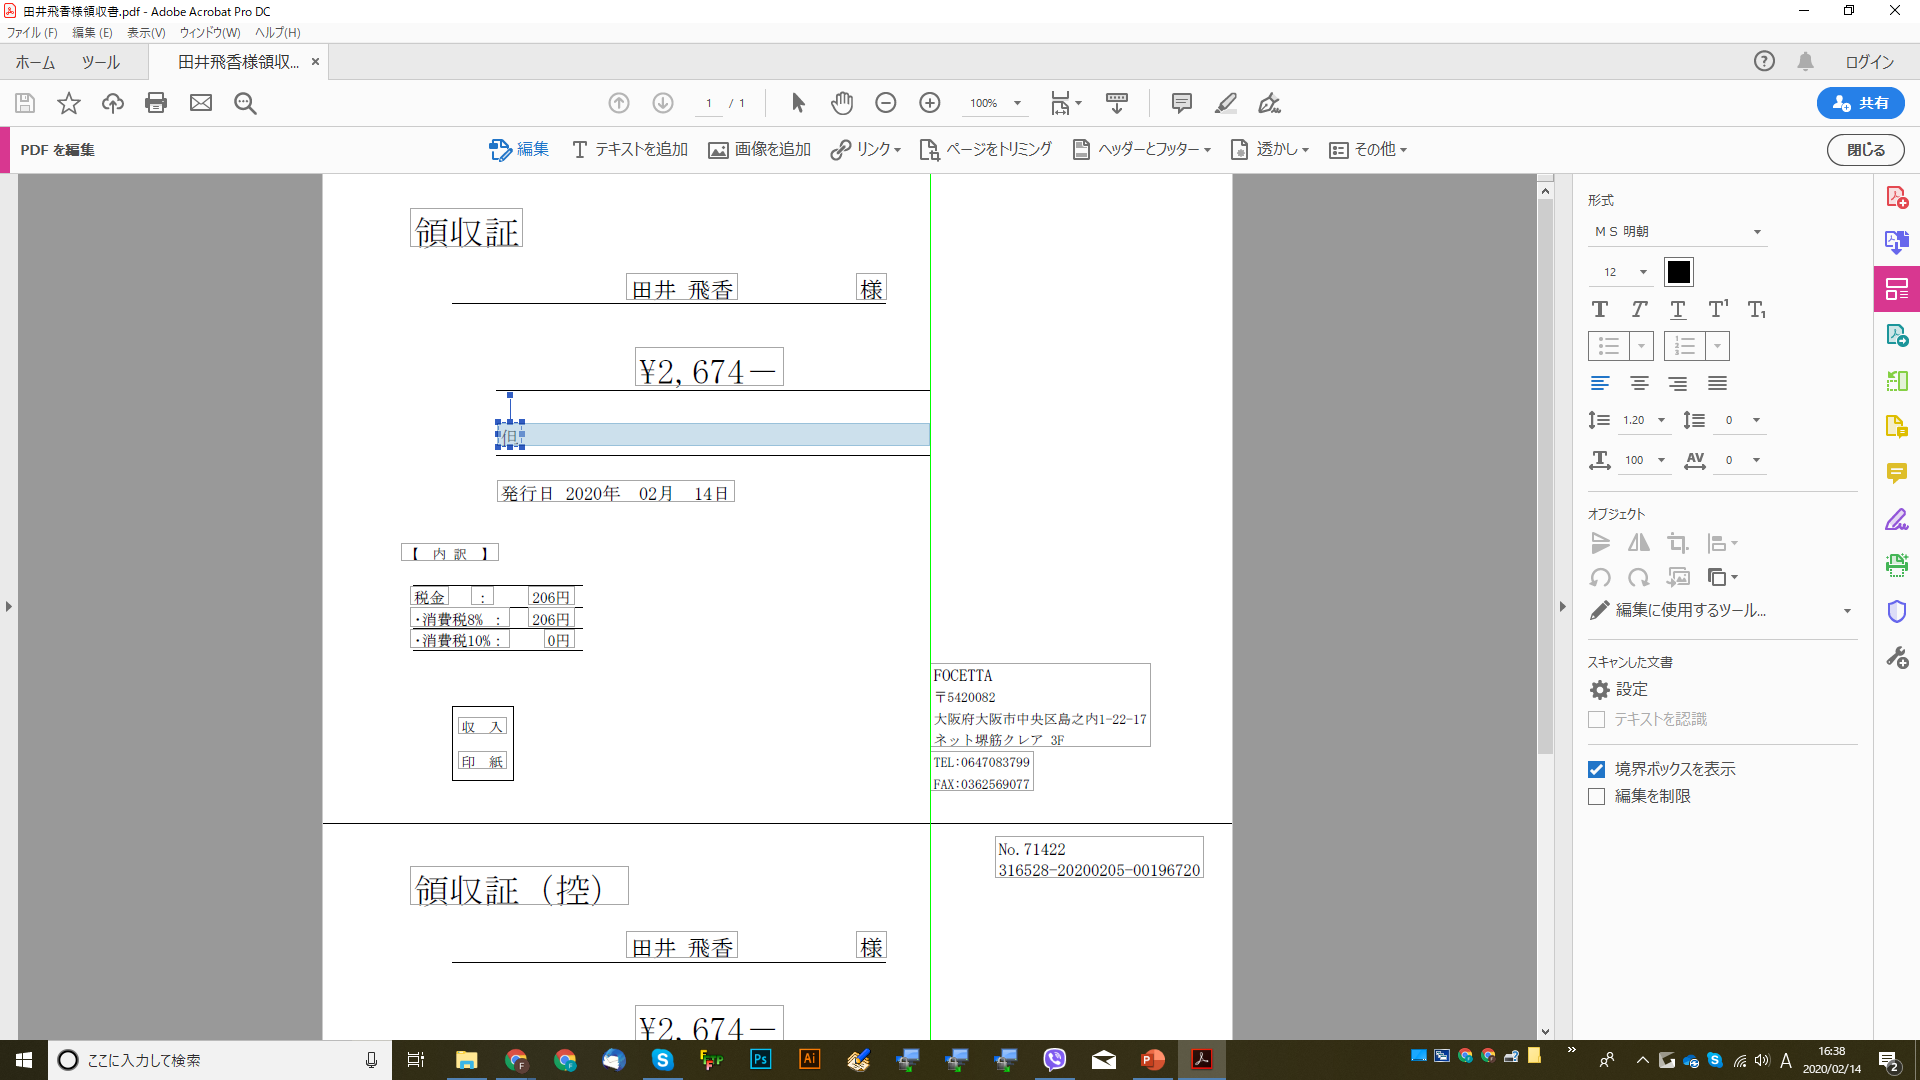 田井飛香様領収書.pdf - Adobe Acrobat Pro DC
ファイル(F) 編集(E) 表示(V) ウィンドウ(W) ヘルプ(H)
ホーム ツール 田井飛香様領収... × ログイン
1 / 1 100% 共有
PDF を編集 編集 テキストを追加 画像を追加 リンク ページをトリミング ヘッダーとフッター 透かし その他 閉じる
領収証
田井 飛香 様
¥2,674－
但
発行日 2020年 02月 14日
【 内 訳 】
税金 : 206円
・消費税8% : 206円
・消費税10% : 0円
収 入
印 紙
FOCETTA
〒5420082
大阪府大阪市中央区島之内1-22-17
ネット堺筋クレア 3F
TEL:0647083799
FAX:0362569077
No.71422
316528-20200205-00196720
領収証（控）
田井 飛香 様
¥2,674－
形式
ＭＳ 明朝
12
1.20 0
100 AV 0
オブジェクト
編集に使用するツール...
スキャンした文書
設定
テキストを認識
境界ボックスを表示
編集を制限
ここに入力して検索
A 16:38
2020/02/14
2